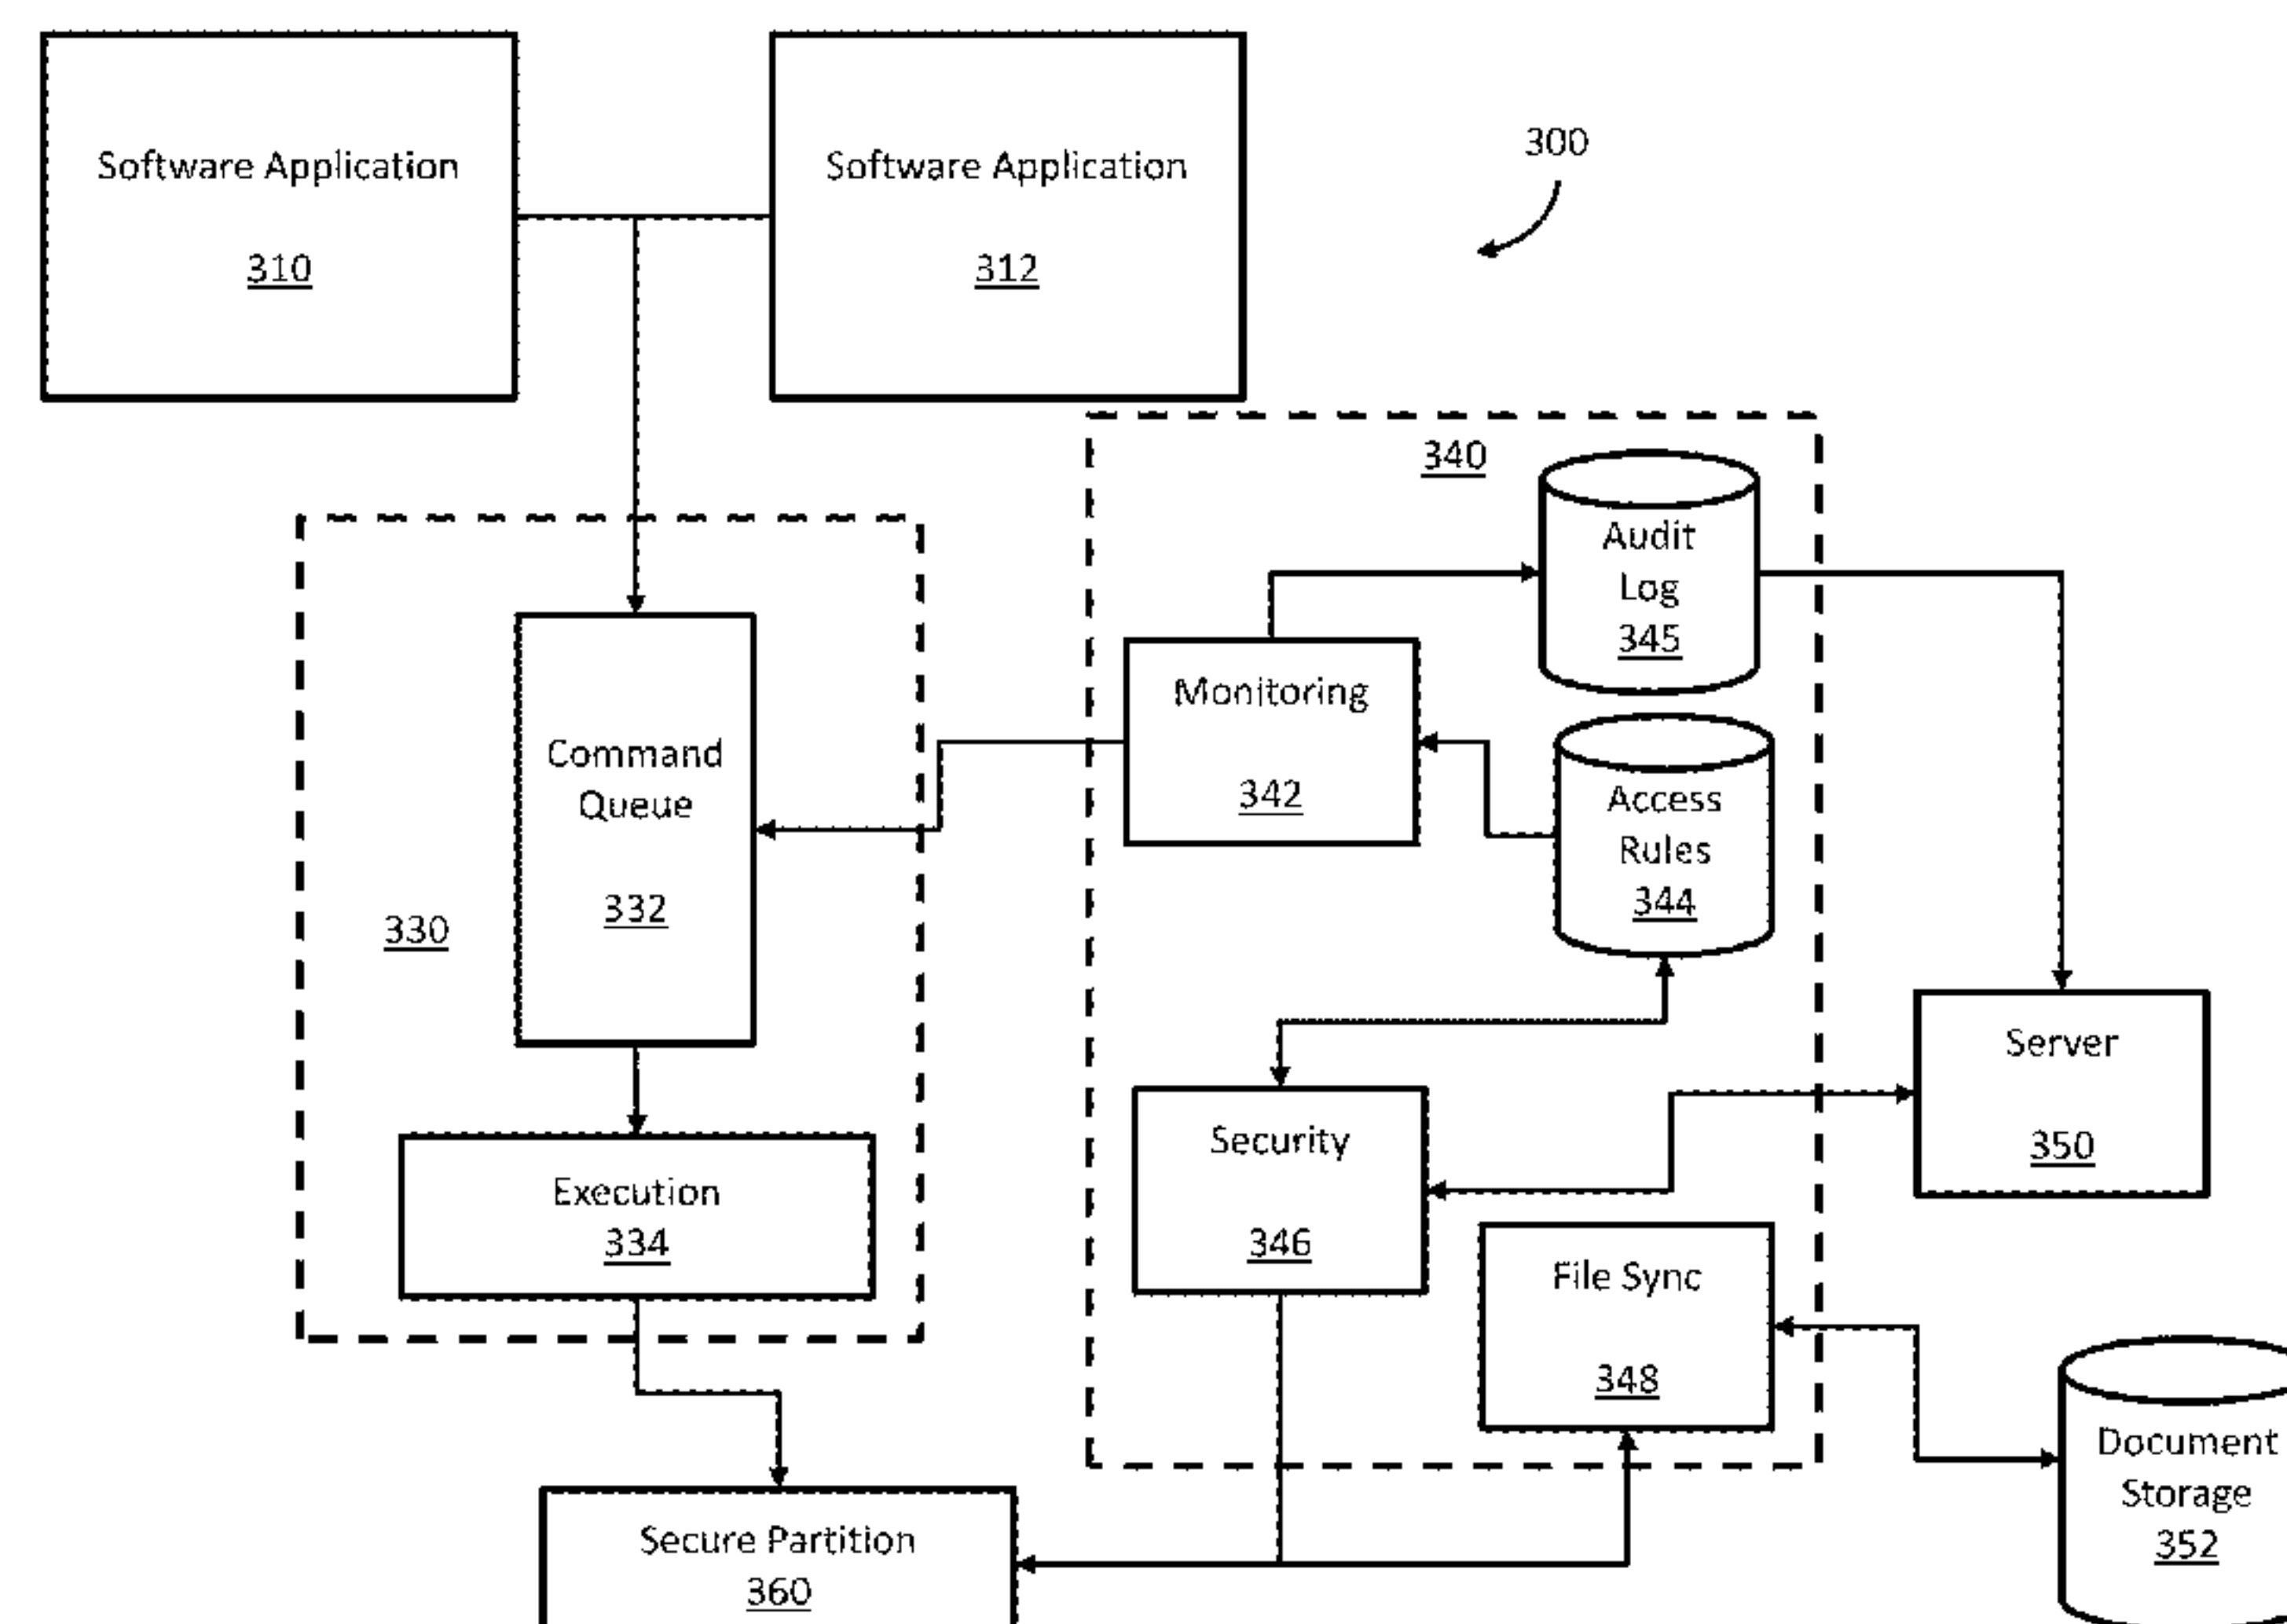 Software Application
310
Software Application
312
300
340
Audit
Log
345
Monitoring
342
Access
Rules
344
Command
Queue
332
330
Server
350
Security
346
Execution
334
File Sync
348
Document
Storage
352
Secure Partition
360